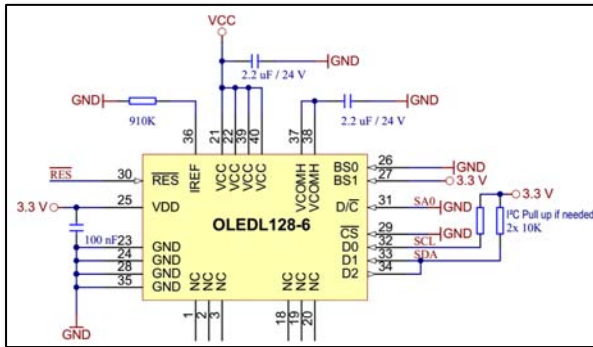 VCC
GND
2.2 uF / 24 V
GND
GND
910K
2.2 uF / 24 V
36
21
22
39
40
37
38
RES
30
RES
IREF
VCC
VCC
VCC
VCC
VCOMH
VCOMH
BS0
26
GND
BS1
27
3.3 V
3.3 V
25
VDD
D/C
31
SA0
GND
3.3 V
I²C Pull up if needed
2x 10K
OLEDL128-6
100 nF
23
GND
24
GND
28
GND
35
GND
CS
29
GND
D0
32
SCL
D1
33
SDA
D2
34
NC
NC
NC
NC
NC
NC
1
2
3
18
19
20
GND